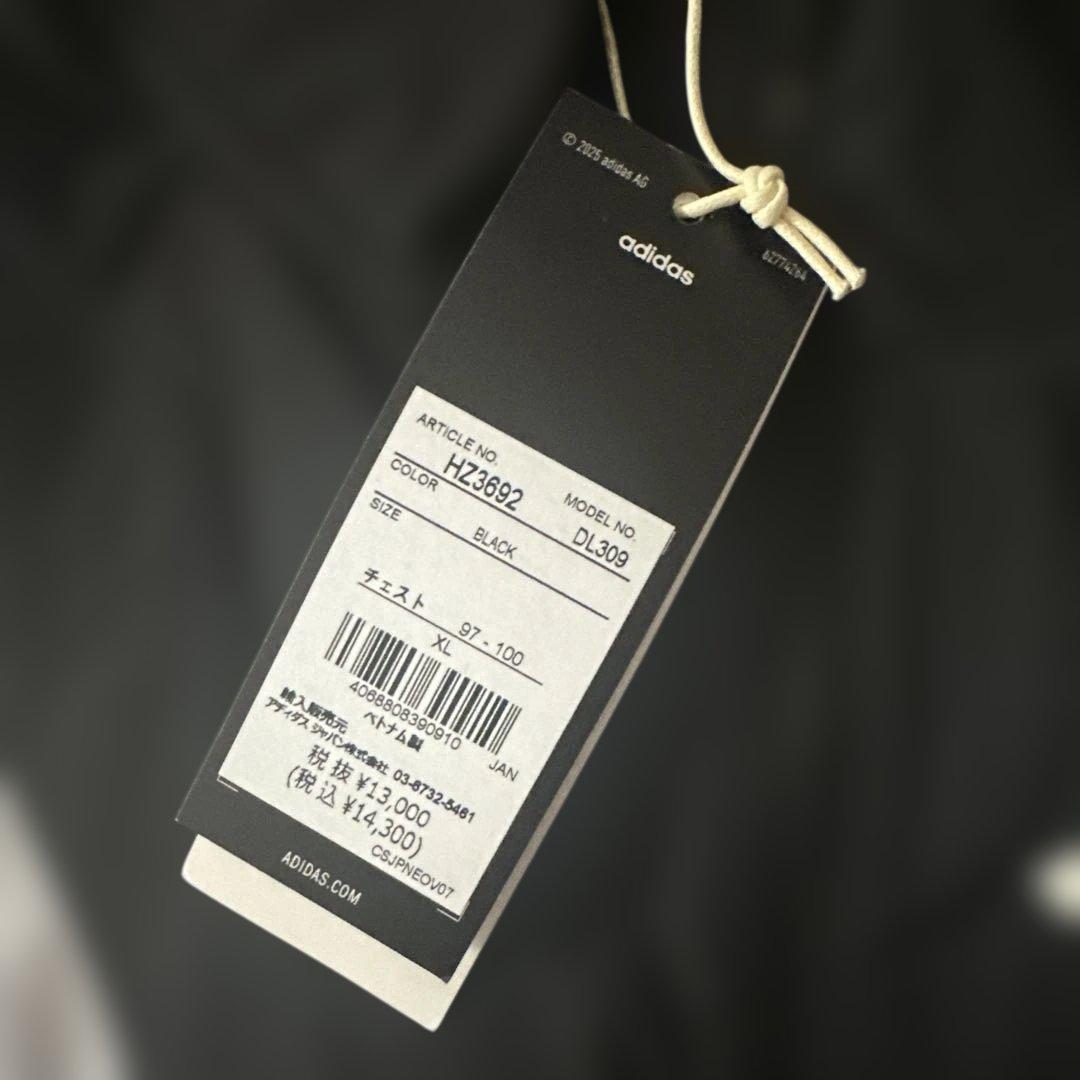 © 2025 adidas AG
adidas
62774264
ARTICLE NO.
HZ3692
MODEL NO.
DL309
COLOR
BLACK
SIZE
チェスト 97 - 100
XL
4066808390910
ベトナム製
JAN
輸入販売元
アディダス ジャパン株式会社 03-8732-5461
税抜 ¥13,000
(税込 ¥14,300)
CSJPNEOV07
ADIDAS.COM